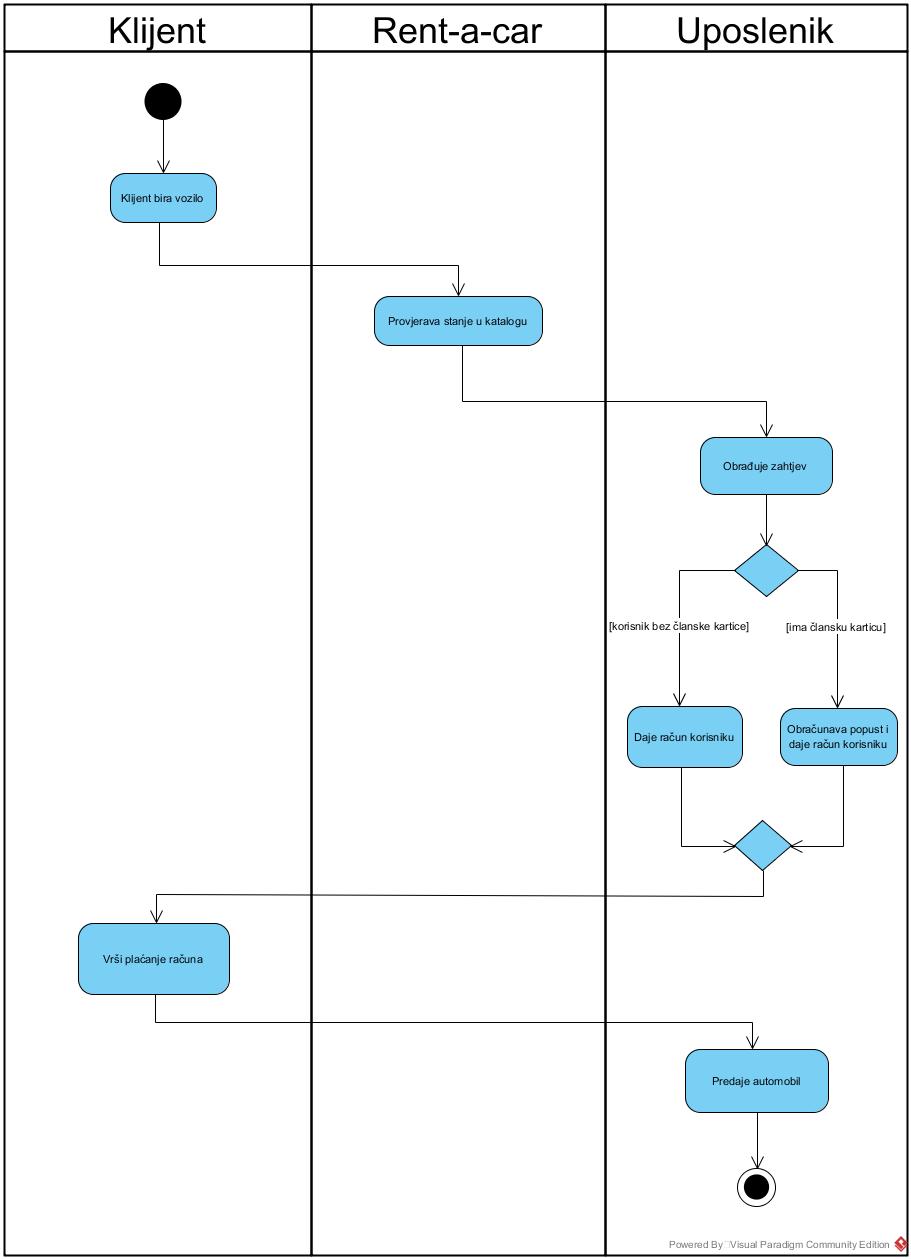 Klijent
Rent-a-car
Uposlenik
Klijent bira vozilo
Provjerava stanje u katalogu
Obrađuje zahtjev
[korisnik bez članske kartice]
[ima člansku karticu]
Daje račun korisniku
Obračunava popust i
daje račun korisniku
Vrši plaćanje računa
Predaje automobil
Powered By Visual Paradigm Community Edition